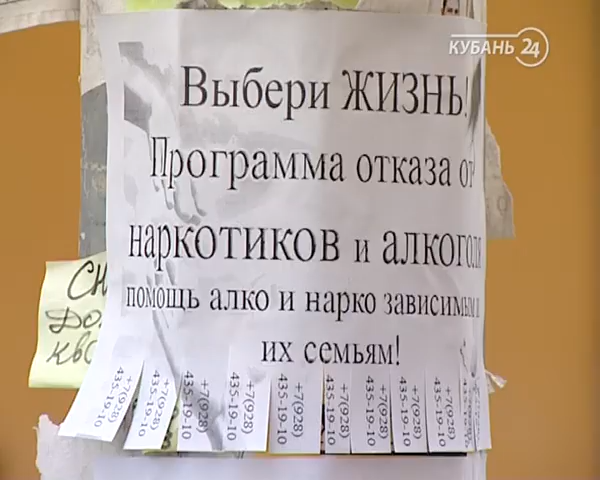 КУБАНЬ 24
Выбери ЖИЗНЬ!
Программа отказа от
наркотиков и алкоголя
помощь алко и нарко зависимым и
их семьям!
+7(928) 435-19-10
+7(928) 435-19-10
+7(928) 435-19-10
+7(928) 435-19-10
+7(928) 435-19-10
+7(928) 435-19-10
+7(928) 435-19-10
+7(928) 435-19-10
+7(928) 435-19-10